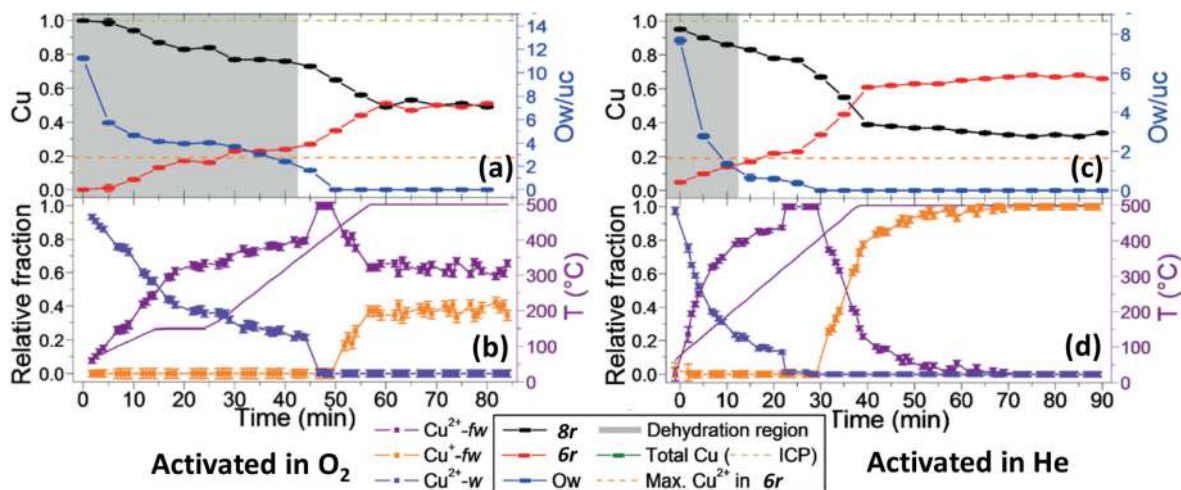 1.0
0.8
0.6
0.4
0.2
0.0
Cu
14
12
10
8
6
4
2
0
Ow/uc
(a)
1.0
0.8
0.6
0.4
0.2
0.0
Relative fraction
500
400
300
200
100
0
T (°C)
(b)
0 10 20 30 40 50 60 70 80
Time (min)
1.0
0.8
0.6
0.4
0.2
0.0
Cu
8
6
4
2
0
Ow/uc
(c)
1.0
0.8
0.6
0.4
0.2
0.0
Relative fraction
500
400
300
200
100
0
T (°C)
(d)
0 10 20 30 40 50 60 70 80 90
Time (min)
Activated in O₂
Cu²⁺-fw 8r Dehydration region
Cu⁺-fw 6r Total Cu ( ICP)
Cu²⁺-w Ow Max. Cu²⁺ in 6r
Activated in He